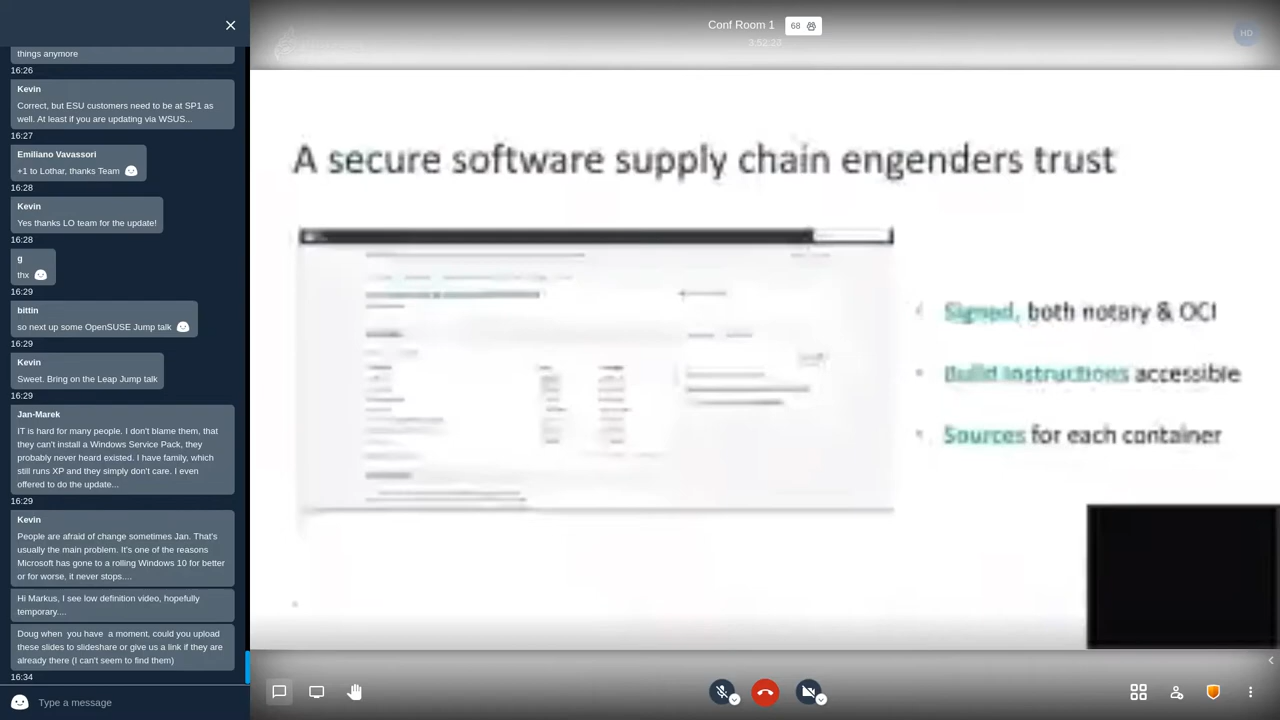 things anymore
16:26
Kevin
Correct, but ESU customers need to be at SP1 as
well. At least if you are updating via WSUS...
16:27
Emiliano Vavassori
+1 to Lothar, thanks Team
16:28
Kevin
Yes thanks LO team for the update!
16:28
g
thx
16:29
bittin
so next up some OpenSUSE Jump talk
16:29
Kevin
Sweet. Bring on the Leap Jump talk
16:29
Jan-Marek
IT is hard for many people. I don't blame them, that
they can't install a Windows Service Pack, they
probably never heard existed. I have family, which
still runs XP and they simply don't care. I even
offered to do the update...
16:29
Kevin
People are afraid of change sometimes Jan. That's
usually the main problem. It's one of the reasons
Microsoft has gone to a rolling Windows 10 for better
or for worse, it never stops....
Hi Markus, I see low definition video, hopefully
temporary....
Doug when you have a moment, could you upload
these slides to slideshare or give us a link if they are
already there (I can't seem to find them)
16:34
Type a message
Conf Room 1
68
3:52:23
HD
A secure software supply chain engenders trust
Signed, both notary & OCI
Build instructions accessible
Sources for each container